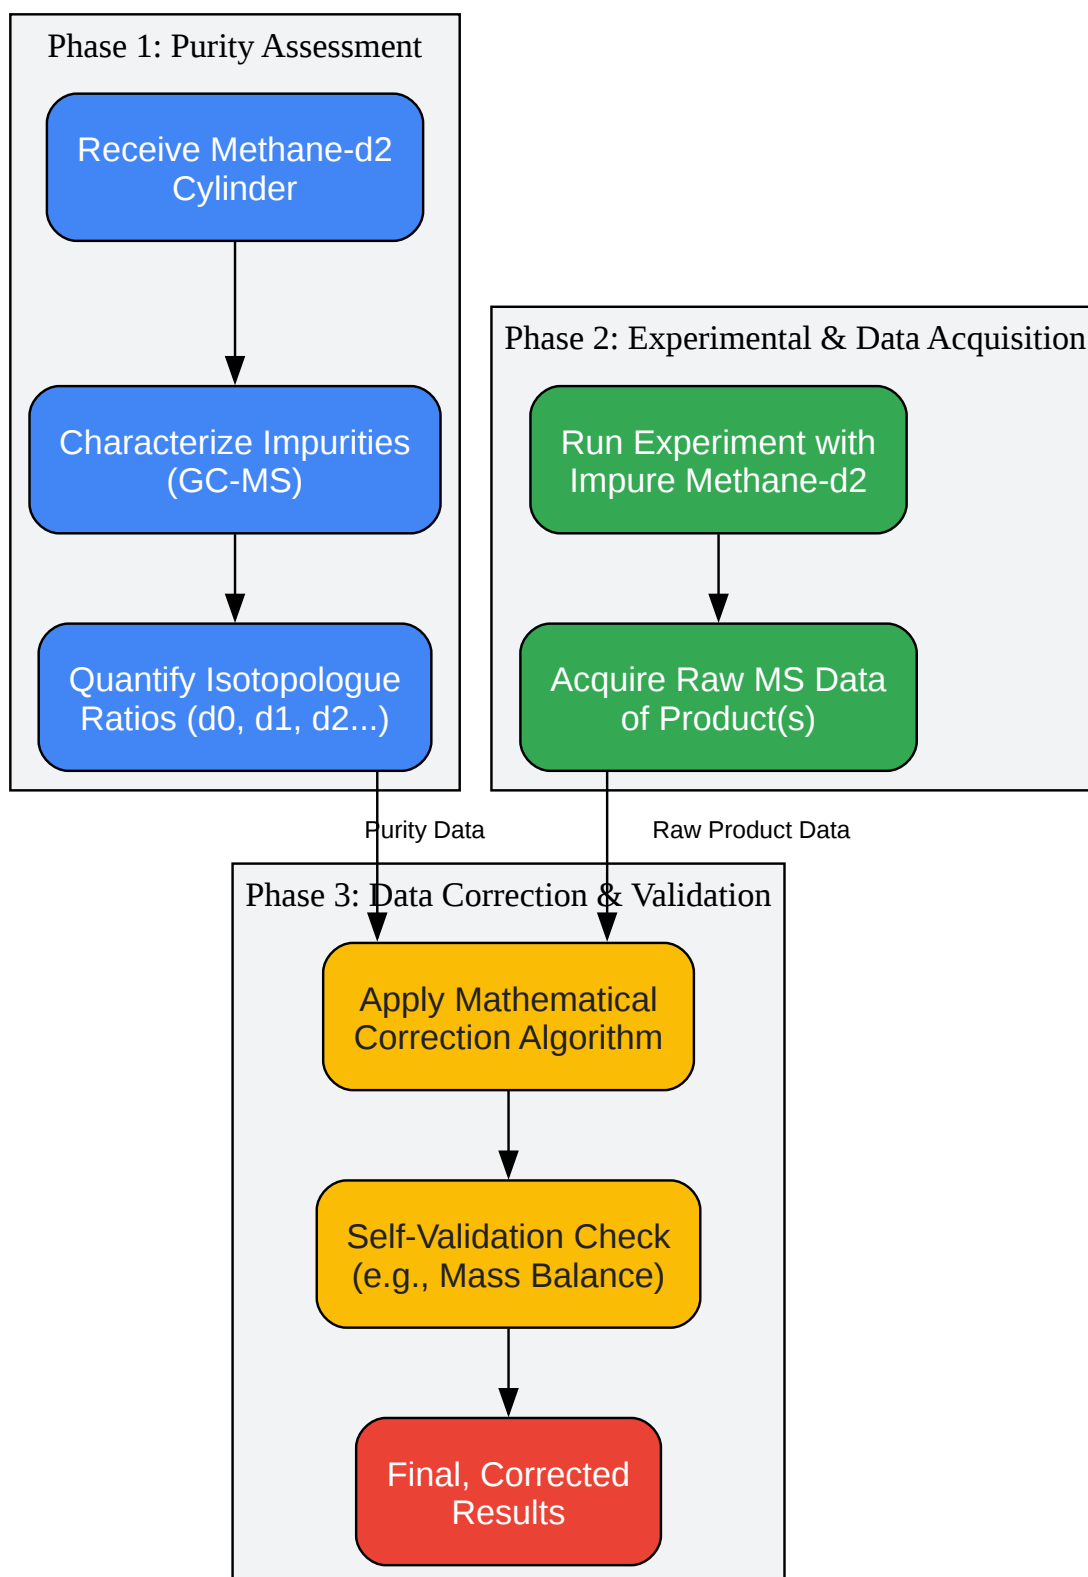 Phase 1: Purity Assessment
Receive Methane-d2
Cylinder
Characterize Impurities
(GC-MS)
Quantify Isotopologue
Ratios (d0, d1, d2...)
Phase 2: Experimental & Data Acquisition
Run Experiment with
Impure Methane-d2
Acquire Raw MS Data
of Product(s)
Purity Data
Raw Product Data
Phase 3: Data Correction & Validation
Apply Mathematical
Correction Algorithm
Self-Validation Check
(e.g., Mass Balance)
Final, Corrected
Results